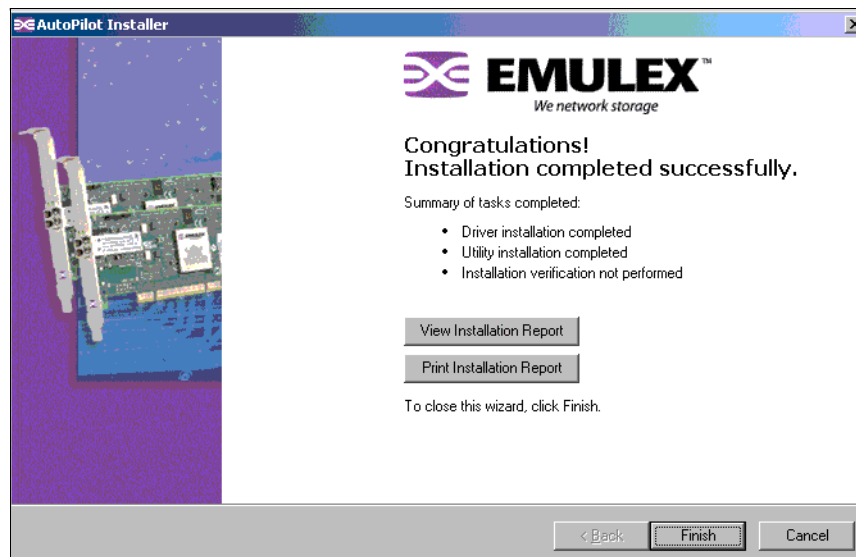 AutoPilot Installer
EMULEX™
We network storage
Congratulations!
Installation completed successfully.
Summary of tasks completed:
• Driver installation completed
• Utility installation completed
• Installation verification not performed
View Installation Report
Print Installation Report
To close this wizard, click Finish.
< Back
Finish
Cancel